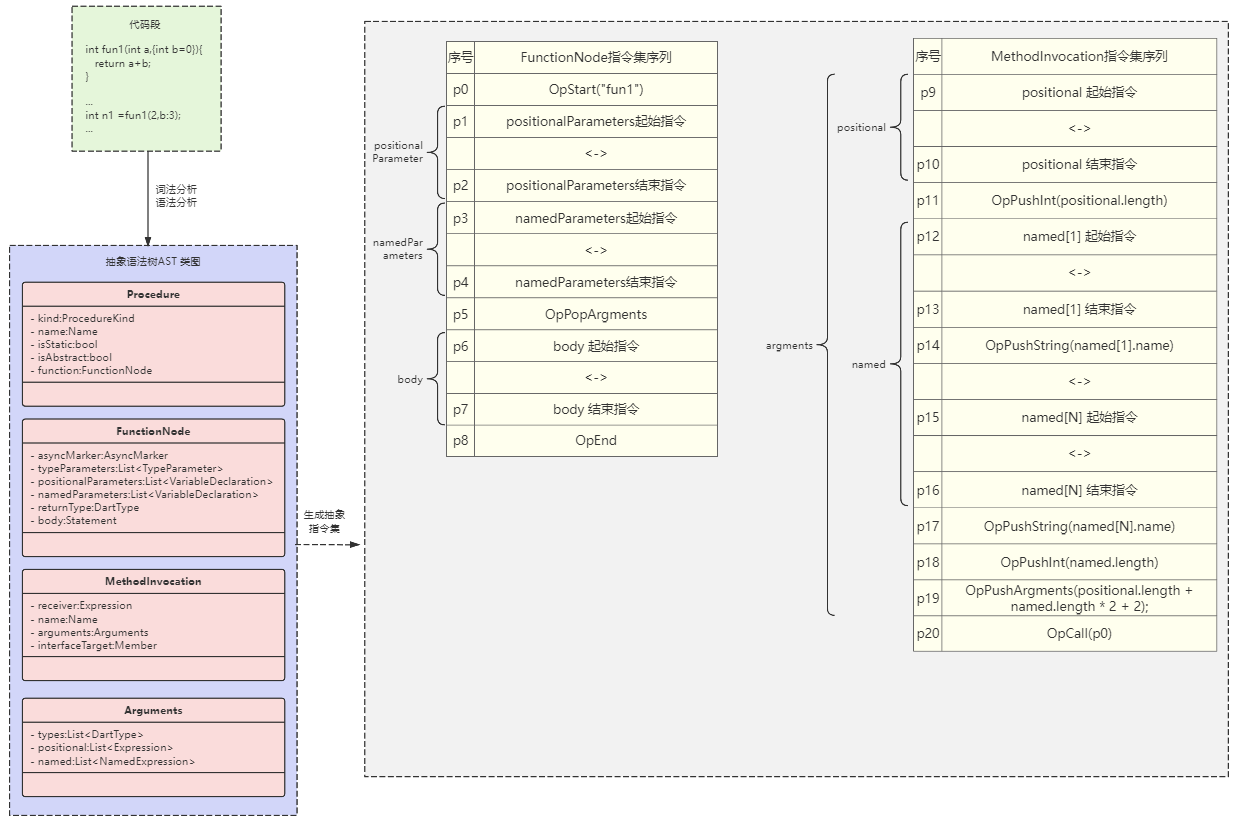 代码段
int fun1(int a,{int b=0}){
return a+b;
}
...
int n1 =fun1(2,b:3);
...
词法分析
语法分析
抽象语法树AST 类图
Procedure
- kind:ProcedureKind
- name:Name
- isStatic:bool
- isAbstract:bool
- function:FunctionNode
FunctionNode
- asyncMarker:AsyncMarker
- typeParameters:List<TypeParameter>
- positionalParameters:List<VariableDeclaration>
- namedParameters:List<VariableDeclaration>
- returnType:DartType
- body:Statement
MethodInvocation
- receiver:Expression
- name:Name
- arguments:Arguments
- interfaceTarget:Member
Arguments
- types:List<DartType>
- positional:List<Expression>
- named:List<NamedExpression>
生成抽象
指令集
序号 FunctionNode指令集序列
p0 OpStart("fun1")
p1 positionalParameters起始指令
<->
p2 positionalParameters结束指令
p3 namedParameters起始指令
<->
p4 namedParameters结束指令
p5 OpPopArgments
p6 body 起始指令
<->
p7 body 结束指令
p8 OpEnd
positional
Parameter
namedPar
ameters
body
序号 MethodInvocation指令集序列
p9 positional 起始指令
<->
p10 positional 结束指令
p11 OpPushInt(positional.length)
p12 named[1] 起始指令
<->
p13 named[1] 结束指令
p14 OpPushString(named[1].name)
<->
p15 named[N] 起始指令
<->
p16 named[N] 结束指令
p17 OpPushString(named[N].name)
p18 OpPushInt(named.length)
p19 OpPushArgments(positional.length +
named.length * 2 + 2);
p20 OpCall(p0)
positional
argments
named